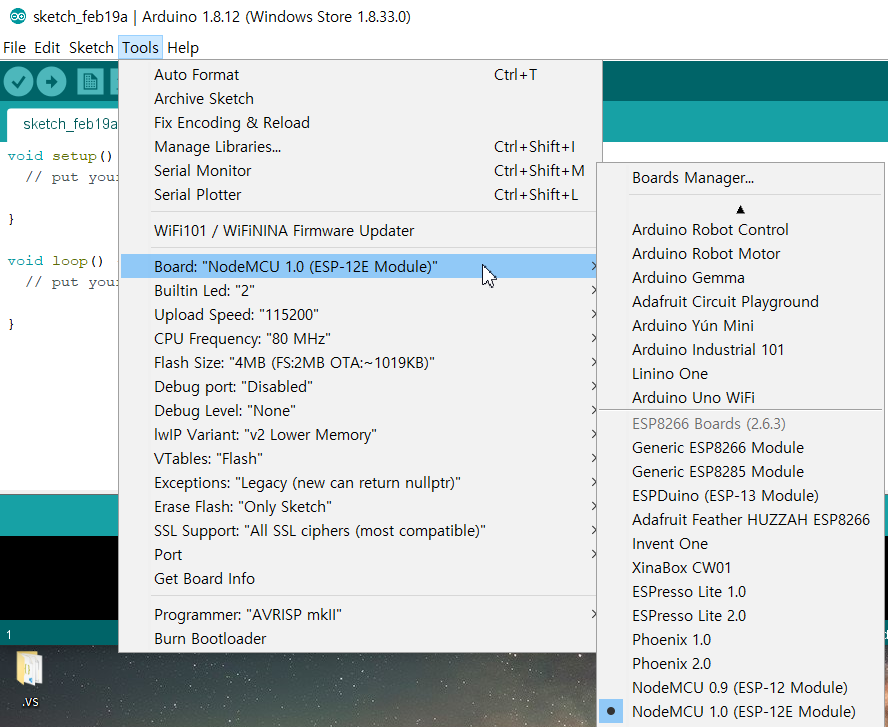 sketch_feb19a | Arduino 1.8.12 (Windows Store 1.8.33.0)
File Edit Sketch Tools Help
sketch_feb19a
void setup()
// put your
}
void loop()
// put your
}
1
.vs
Auto Format Ctrl+T
Archive Sketch
Fix Encoding & Reload
Manage Libraries... Ctrl+Shift+I
Serial Monitor Ctrl+Shift+M
Serial Plotter Ctrl+Shift+L
WiFi101 / WiFiNINA Firmware Updater
Board: "NodeMCU 1.0 (ESP-12E Module)"
Builtin Led: "2"
Upload Speed: "115200"
CPU Frequency: "80 MHz"
Flash Size: "4MB (FS:2MB OTA:~1019KB)"
Debug port: "Disabled"
Debug Level: "None"
lwIP Variant: "v2 Lower Memory"
VTables: "Flash"
Exceptions: "Legacy (new can return nullptr)"
Erase Flash: "Only Sketch"
SSL Support: "All SSL ciphers (most compatible)"
Port
Get Board Info
Programmer: "AVRISP mkII"
Burn Bootloader
Boards Manager...
Arduino Robot Control
Arduino Robot Motor
Arduino Gemma
Adafruit Circuit Playground
Arduino Yún Mini
Arduino Industrial 101
Linino One
Arduino Uno WiFi
ESP8266 Boards (2.6.3)
Generic ESP8266 Module
Generic ESP8285 Module
ESPDuino (ESP-13 Module)
Adafruit Feather HUZZAH ESP8266
Invent One
XinaBox CW01
ESPresso Lite 1.0
ESPresso Lite 2.0
Phoenix 1.0
Phoenix 2.0
NodeMCU 0.9 (ESP-12 Module)
NodeMCU 1.0 (ESP-12E Module)